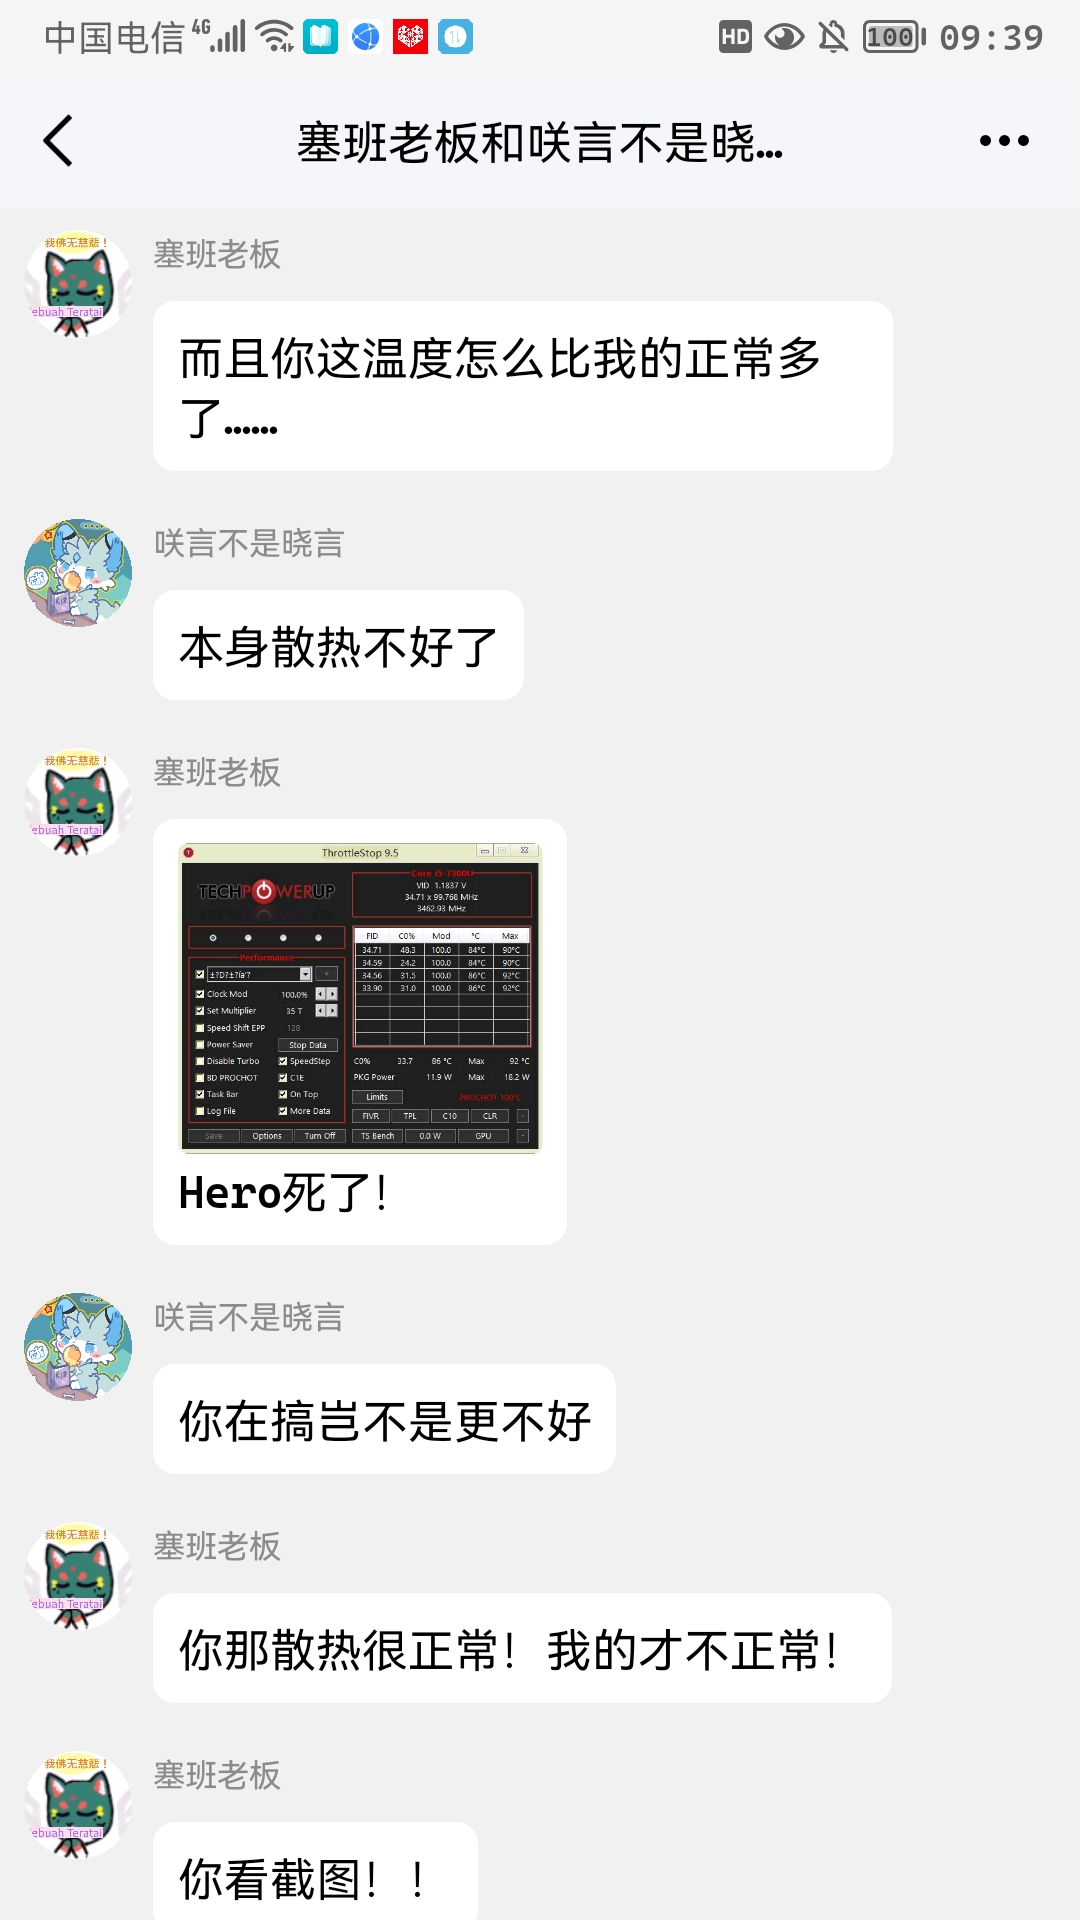 中国电信 4G HD 100 09:39
塞班老板和咲言不是晓…
我佛无慈悲！
ebuah Teratai
塞班老板
而且你这温度怎么比我的正常多
了……
咲言不是晓言
本身散热不好了
我佛无慈悲！
ebuah Teratai
塞班老板
ThrottleStop 9.5
TECHPOWERUP
Core i5-7300U
VID 1.1837 V
34.71 x 99.768 MHz
3462.93 MHz
FID C0% Mod °C Max
34.71 48.3 100.0 84°C 90°C
34.59 24.2 100.0 84°C 90°C
34.56 31.5 100.0 86°C 92°C
33.90 31.0 100.0 86°C 92°C
Performance
±?D?±?ía'?
Clock Mod 100.0%
Set Multiplier 35 T
Speed Shift EPP 128
Power Saver Stop Data
Disable Turbo SpeedStep
BD PROCHOT C1E
Task Bar On Top
Log File More Data
C0% 33.7 86 °C Max 92 °C
PKG Power 11.9 W Max 18.2 W
Limits PROCHOT 100°C
FIVR TPL C10 CLR -
Save Options Turn Off TS Bench 0.0 W GPU -
Hero死了！
咲言不是晓言
你在搞岂不是更不好
我佛无慈悲！
ebuah Teratai
塞班老板
你那散热很正常！我的才不正常！
我佛无慈悲！
ebuah Teratai
塞班老板
你看截图！！